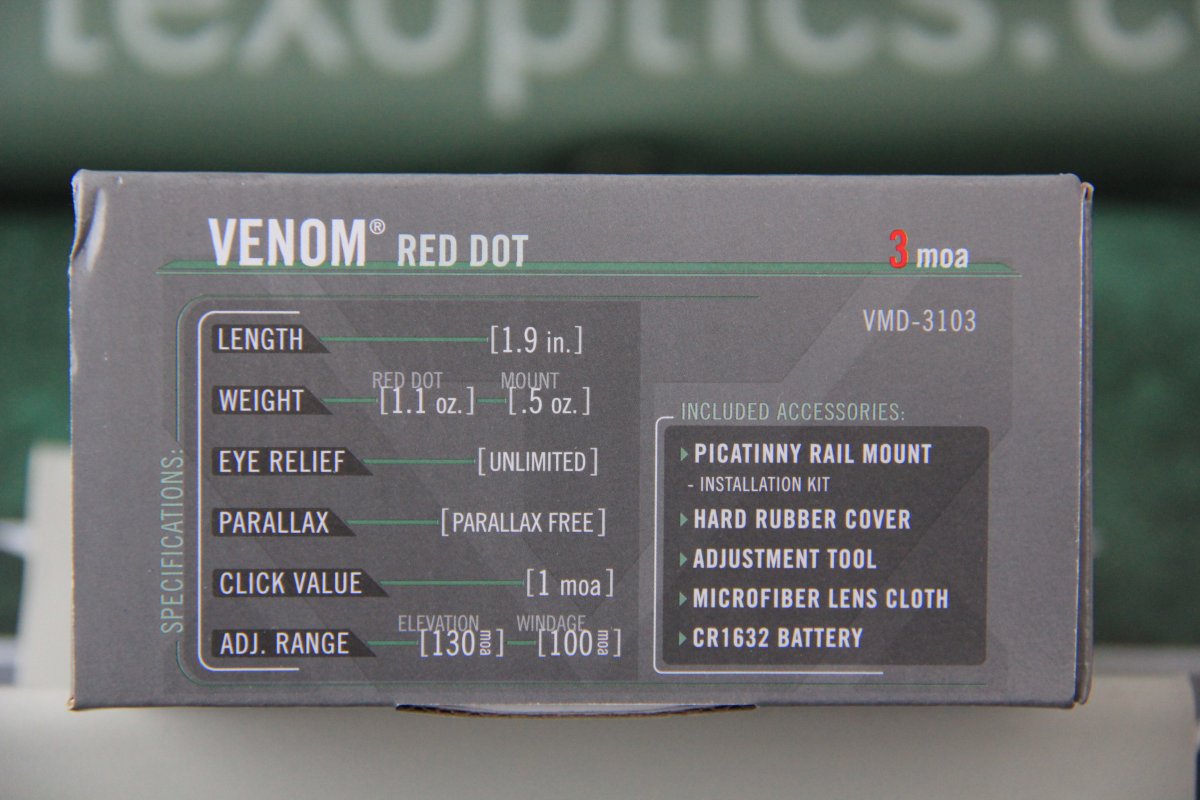 texoptics.c
VENOM® RED DOT
3 moa
VMD-3103
SPECIFICATIONS:
LENGTH [1.9 in.]
RED DOT MOUNT
WEIGHT [1.1 oz.] [.5 oz.]
EYE RELIEF [UNLIMITED]
PARALLAX [PARALLAX FREE]
CLICK VALUE [1 moa]
ELEVATION WINDAGE
ADJ. RANGE [130 moa] [100 moa]
INCLUDED ACCESSORIES:
PICATINNY RAIL MOUNT
- INSTALLATION KIT
HARD RUBBER COVER
ADJUSTMENT TOOL
MICROFIBER LENS CLOTH
CR1632 BATTERY